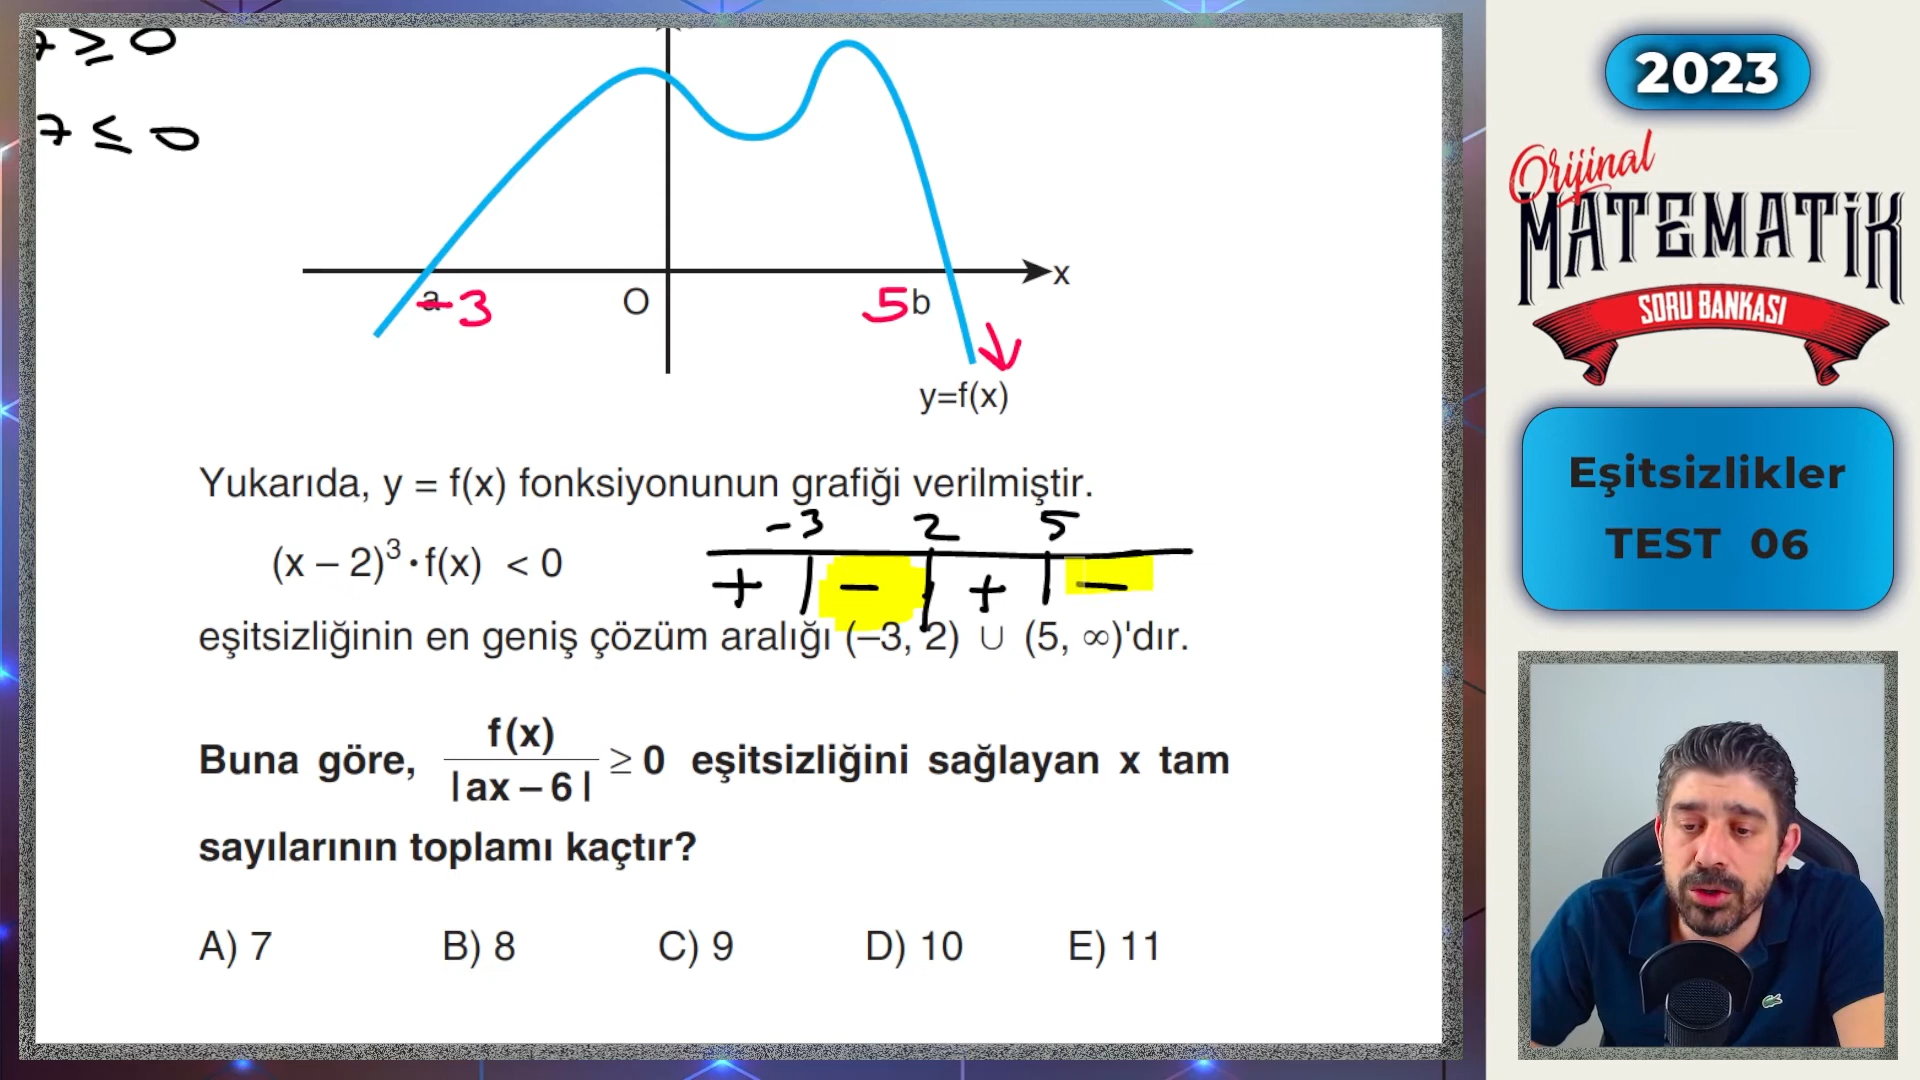 7 ≥ 0
7 ≤ 0
x
a -3
O
5 b
y=f(x)
Yukarıda, y = f(x) fonksiyonunun grafiği verilmiştir.
-3 2 5
(x – 2)³ · f(x) < 0
+ | - | + | -
eşitsizliğinin en geniş çözüm aralığı (–3, 2) ∪ (5, ∞)'dır.
Buna göre, f(x) / |ax – 6| ≥ 0 eşitsizliğini sağlayan x tam
sayılarının toplamı kaçtır?
A) 7 B) 8 C) 9 D) 10 E) 11
2023
Orijinal
MATEMATİK
SORU BANKASI
Eşitsizlikler
TEST 06